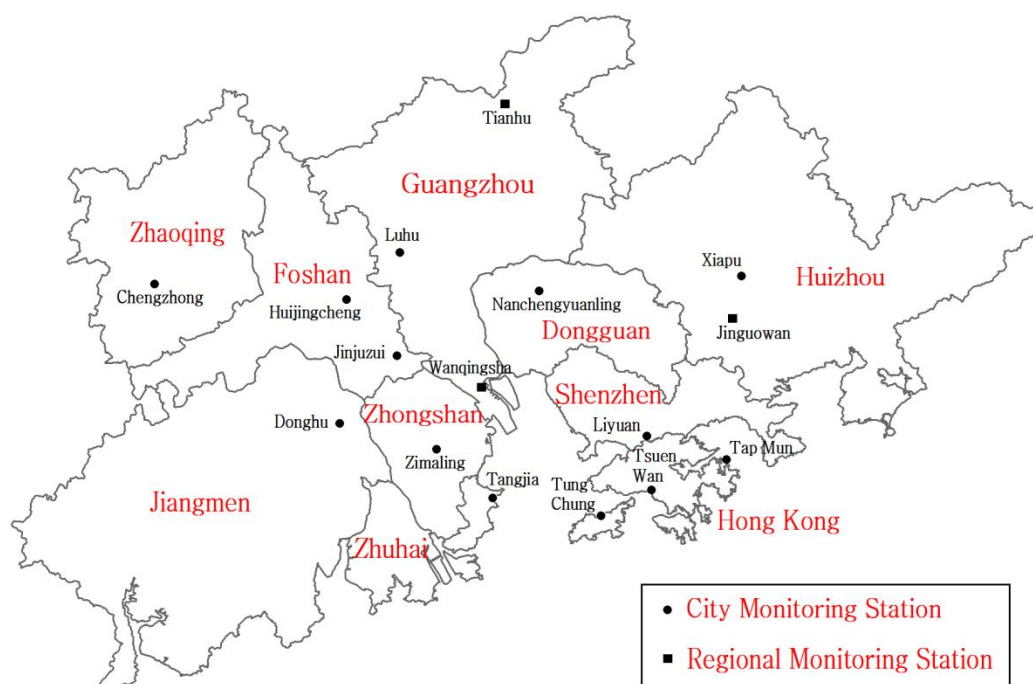 Tianhu
Guangzhou
Zhaoqing
Luhu
Foshan
Xiapu
Huizhou
Chengzhong
Huijingcheng
Nanchengyuanling
Dongguan
Jinguowan
Jinjuzui
Wanqingsha
Shenzhen
Zhongshan
Donghu
Liyuan
Zimaling
Tsuen
Wan
Tap Mun
Tangjia
Tung
Chung
Jiangmen
Hong Kong
Zhuhai
City Monitoring Station
Regional Monitoring Station